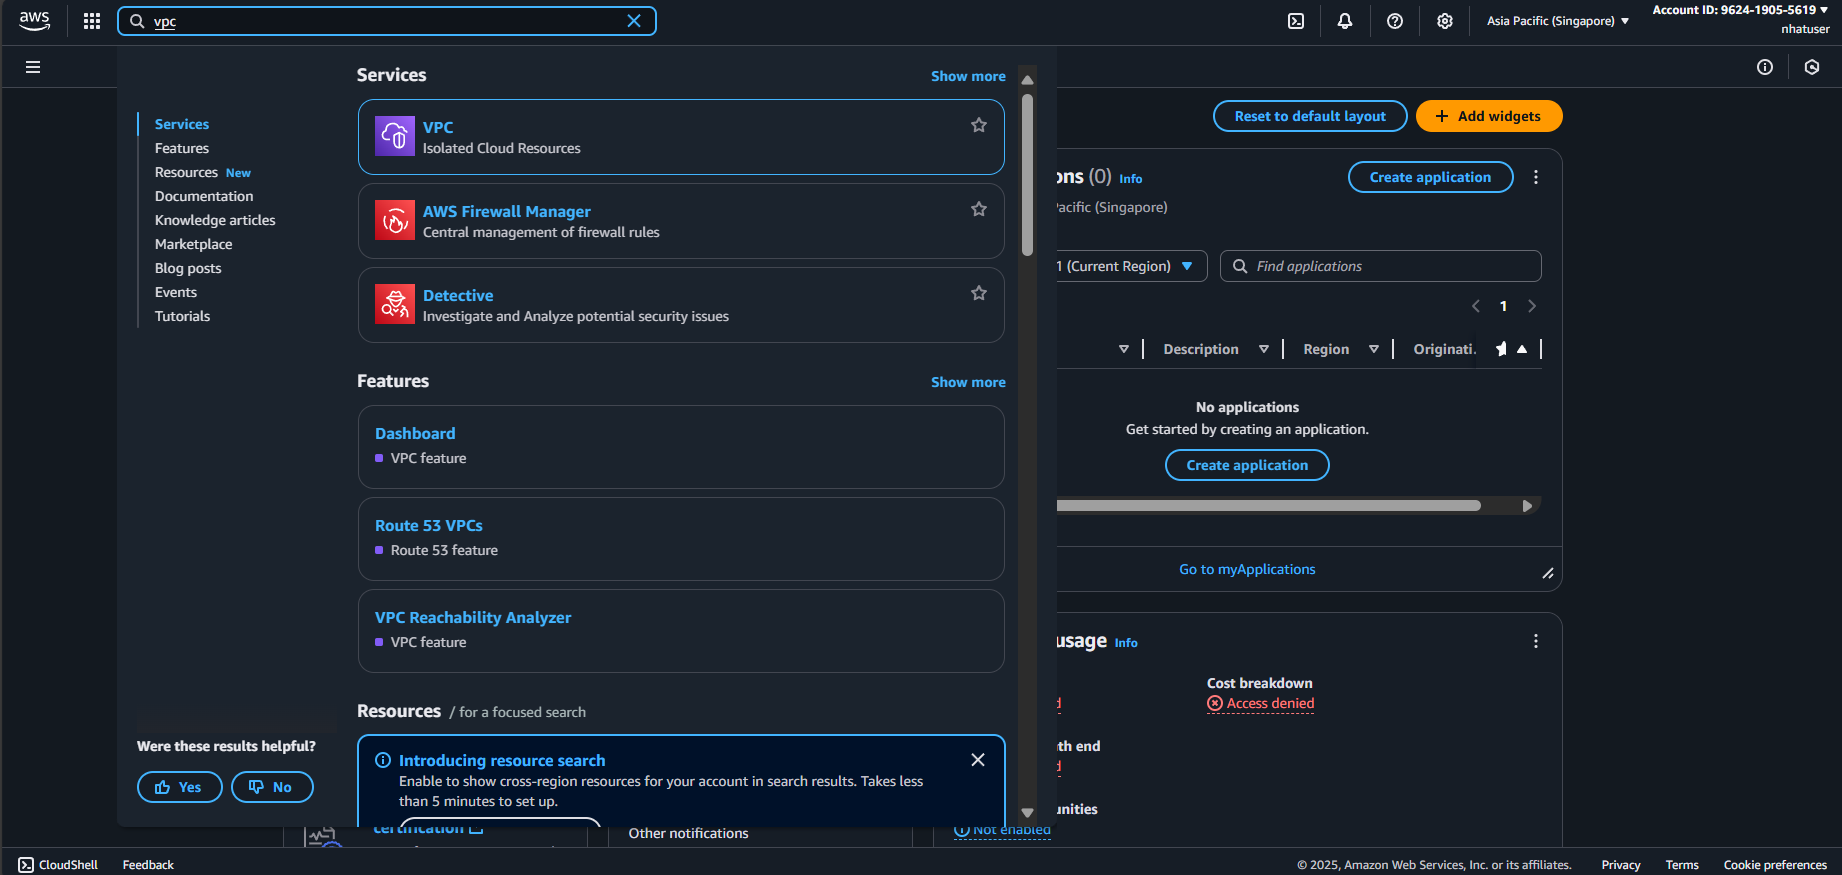 aws
vpc
Asia Pacific (Singapore)
Account ID: 9624-1905-5619
nhatuser
Services
Features
Resources New
Documentation
Knowledge articles
Marketplace
Blog posts
Events
Tutorials
Were these results helpful?
Yes
No
Services
Show more
VPC
Isolated Cloud Resources
AWS Firewall Manager
Central management of firewall rules
Detective
Investigate and Analyze potential security issues
Features
Show more
Dashboard
VPC feature
Route 53 VPCs
Route 53 feature
VPC Reachability Analyzer
VPC feature
Resources / for a focused search
Introducing resource search
Enable to show cross-region resources for your account in search results. Takes less
than 5 minutes to set up.
Reset to default layout
+ Add widgets
ons (0) Info
Create application
Pacific (Singapore)
1 (Current Region)
Find applications
1
Description
Region
Originati.
No applications
Get started by creating an application.
Create application
Go to myApplications
usage Info
Cost breakdown
Access denied
th end
unities
Not enabled
certification
Other notifications
CloudShell
Feedback
© 2025, Amazon Web Services, Inc. or its affiliates.
Privacy
Terms
Cookie preferences